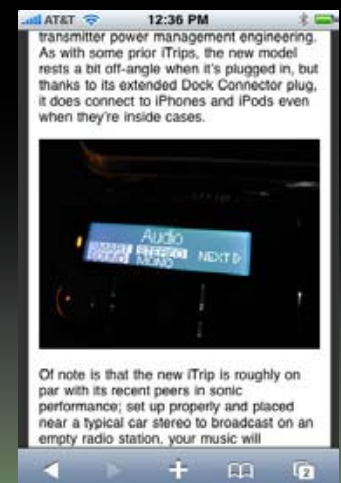 AT&T 12:36 PM
transmitter power management engineering.
As with some prior iTrips, the new model
rests a bit off-angle when it's plugged in, but
thanks to its extended Dock Connector plug,
it does connect to iPhones and iPods even
when they're inside cases.
Audio
SMART STEREO NEXT
SOUND MONO
Of note is that the new iTrip is roughly on
par with its recent peers in sonic
performance; set up properly and placed
near a typical car stereo to broadcast on an
empty radio station, your music will
2